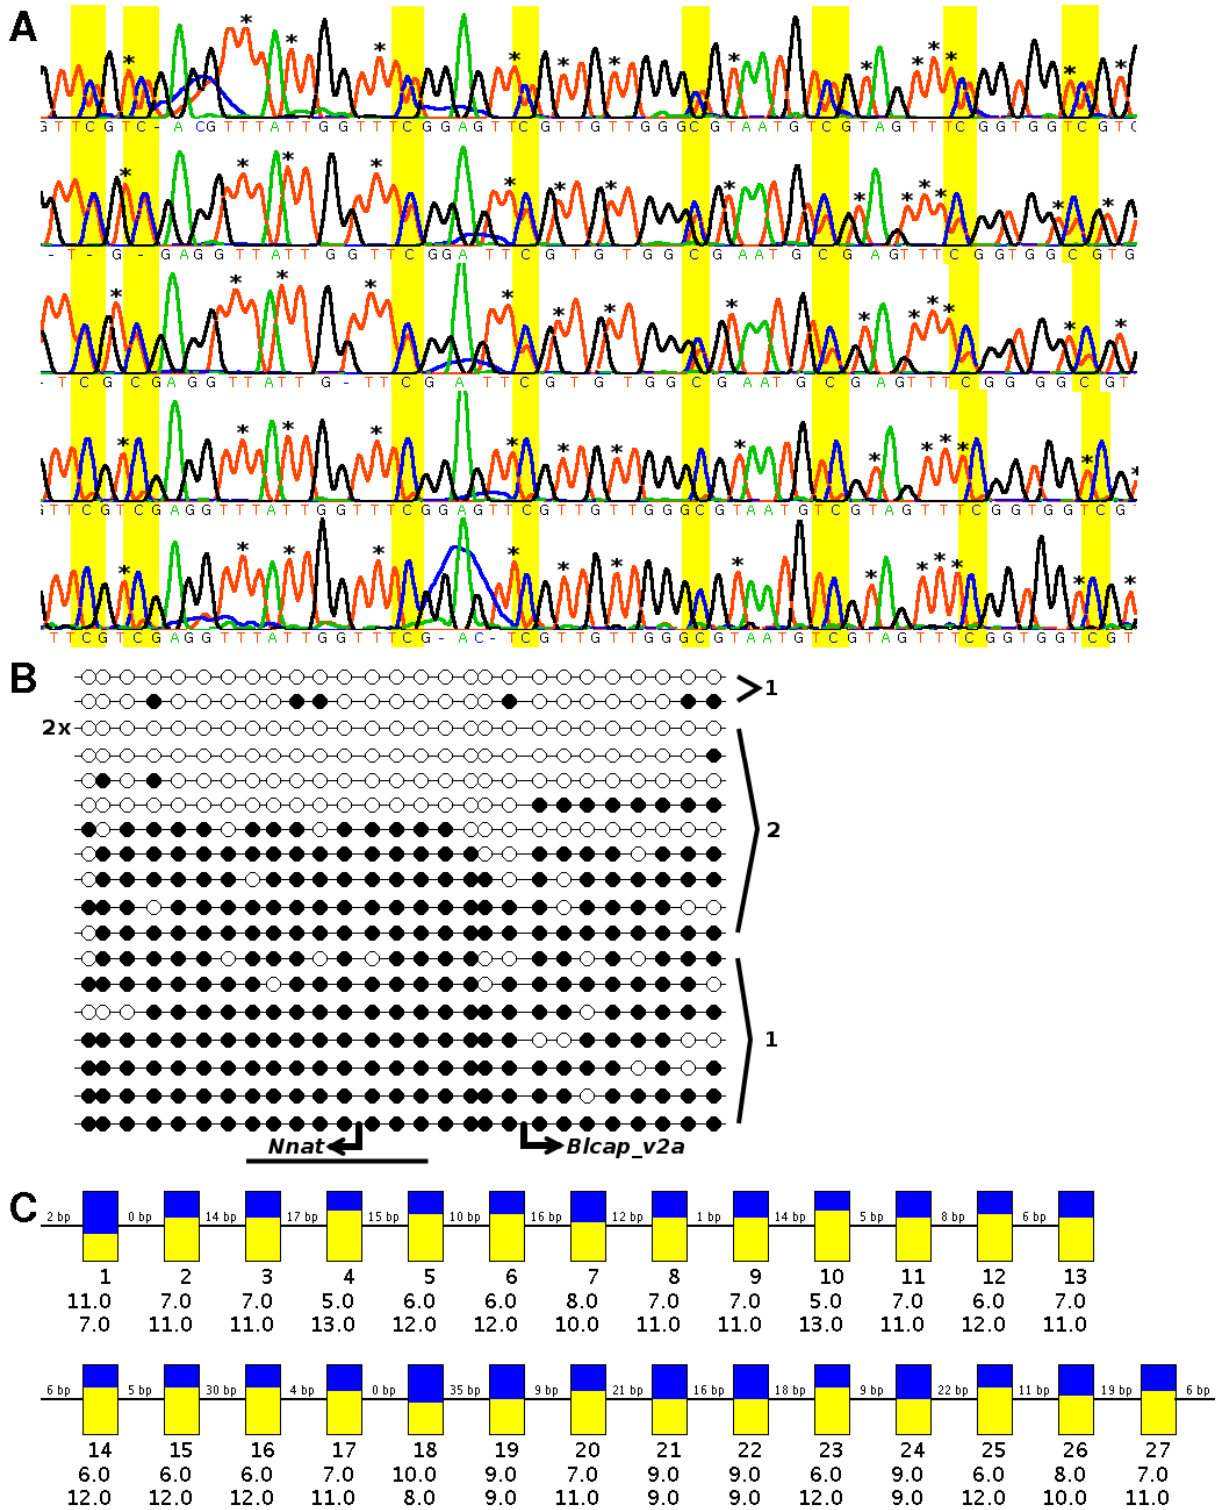 A
GTTCGTC-ACGTTTATTGGTTTCGGAGTTCGTTGTTGGGCGTAATGTCGTAGTTTCGGTGGTCGTC
-T-G-GAGGTTATTGGTTCGGATTCGTGTGGCGAATGCGAGTTTCGGTGGCGTG
-TCGCGAGGTTATTG-TTCGATTCGTGTGGCGAATGCGAGTTTCGGGGCGT
GTTCGTCGAGGTTTATTGGTTTCGGAGTTCGTTGTTGGGCGTAATGTCGTAGTTTCGGTGGTCG
TTCGTCGAGGTTATTGGTTTCG-AC-TCGTTGTTGGGCGTAATGTCGTAGTTTCGGTGGTCGT
B
1
2x
2
1
Nnat
Blcap_v2a
C
2 bp 0 bp 14 bp 17 bp 15 bp 10 bp 16 bp 12 bp 1 bp 14 bp 5 bp 8 bp 6 bp
1 2 3 4 5 6 7 8 9 10 11 12 13
11.0 7.0 7.0 5.0 6.0 6.0 8.0 7.0 7.0 5.0 7.0 6.0 7.0
7.0 11.0 11.0 13.0 12.0 12.0 10.0 11.0 11.0 13.0 11.0 12.0 11.0
6 bp 5 bp 30 bp 4 bp 0 bp 35 bp 9 bp 21 bp 16 bp 18 bp 9 bp 22 bp 11 bp 19 bp 6 bp
14 15 16 17 18 19 20 21 22 23 24 25 26 27
6.0 6.0 6.0 7.0 10.0 9.0 7.0 9.0 9.0 6.0 9.0 6.0 8.0 7.0
12.0 12.0 12.0 11.0 8.0 9.0 11.0 9.0 9.0 12.0 9.0 12.0 10.0 11.0